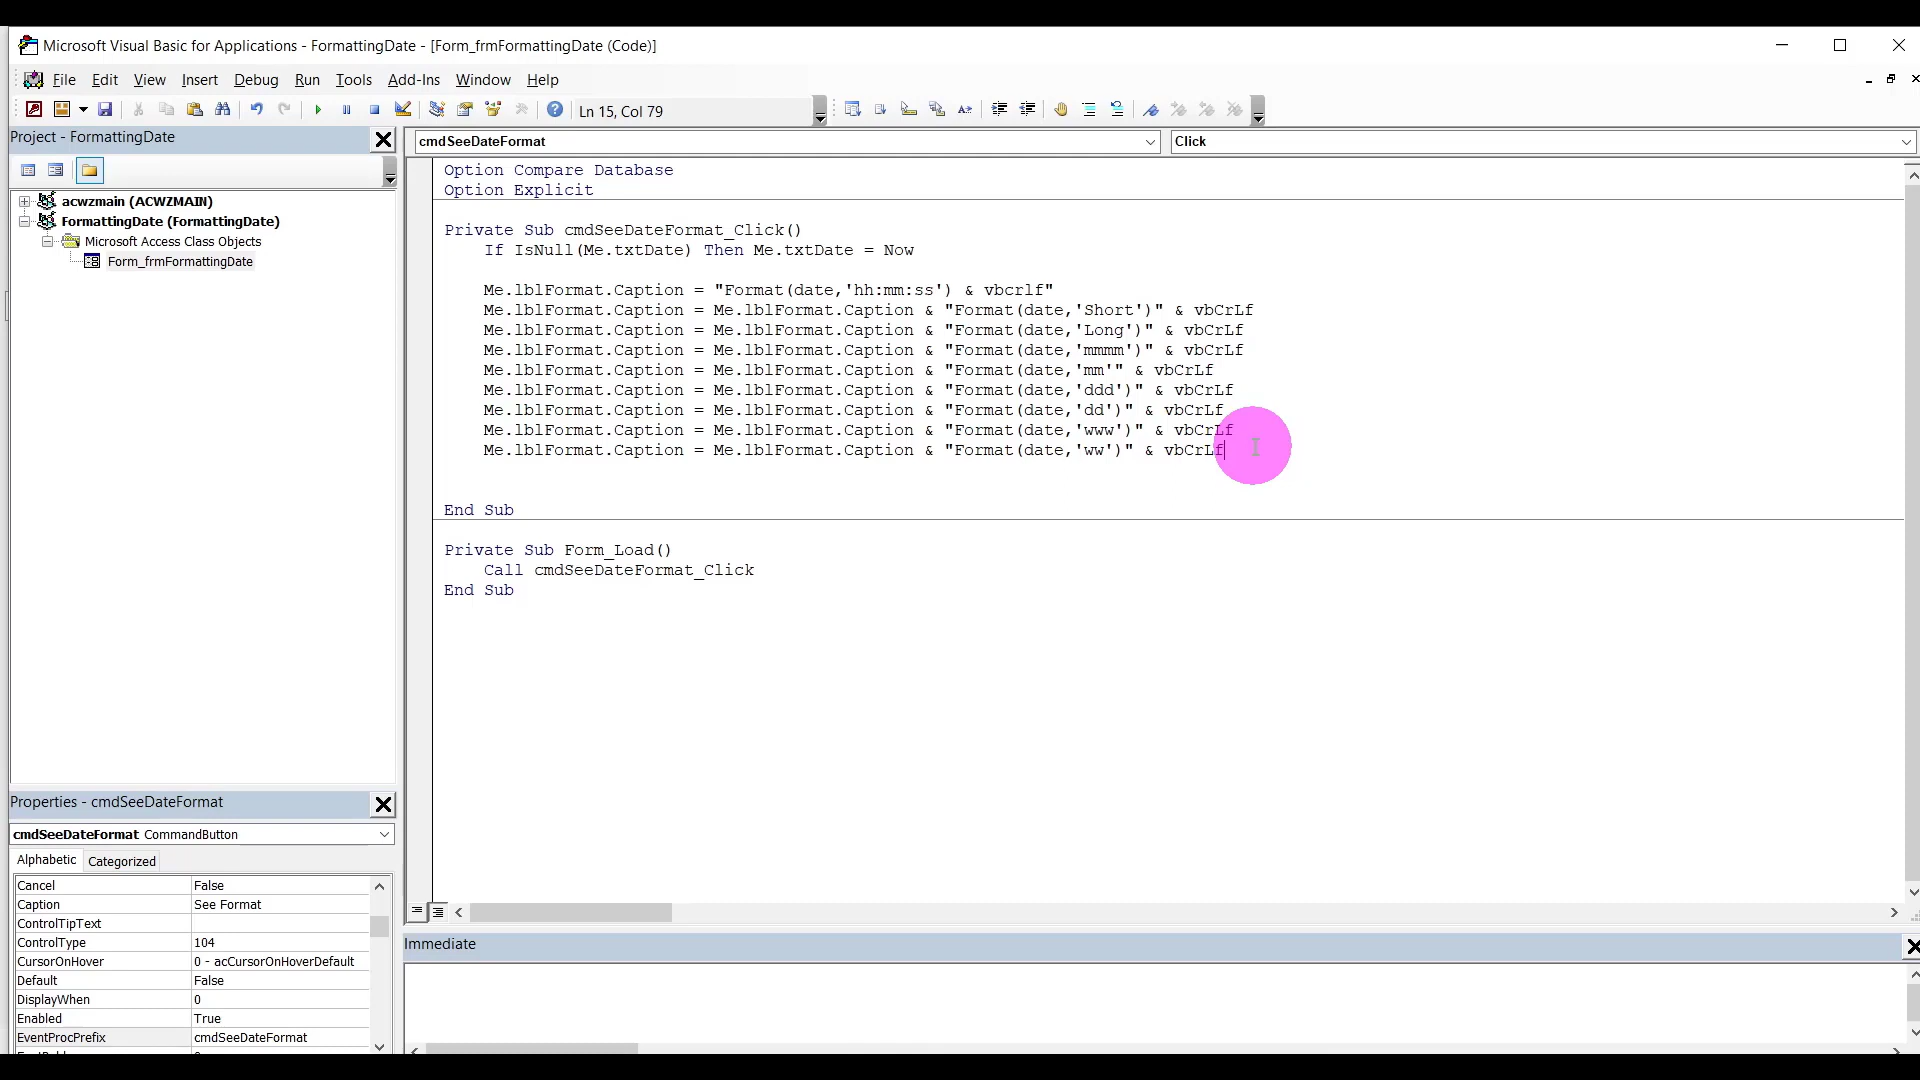 Microsoft Visual Basic for Applications - FormattingDate - [Form_frmFormattingDate (Code)]
File Edit View Insert Debug Run Tools Add-Ins Window Help
Ln 15, Col 79
Project - FormattingDate
acwzmain (ACWZMAIN)
FormattingDate (FormattingDate)
Microsoft Access Class Objects
Form_frmFormattingDate
cmdSeeDateFormat
Click
Option Compare Database
Option Explicit
Private Sub cmdSeeDateFormat_Click()
If IsNull(Me.txtDate) Then Me.txtDate = Now
Me.lblFormat.Caption = "Format(date,'hh:mm:ss') & vbcrlf"
Me.lblFormat.Caption = Me.lblFormat.Caption & "Format(date,'Short')" & vbCrLf
Me.lblFormat.Caption = Me.lblFormat.Caption & "Format(date,'Long')" & vbCrLf
Me.lblFormat.Caption = Me.lblFormat.Caption & "Format(date,'mmmm')" & vbCrLf
Me.lblFormat.Caption = Me.lblFormat.Caption & "Format(date,'mm'" & vbCrLf
Me.lblFormat.Caption = Me.lblFormat.Caption & "Format(date,'ddd')" & vbCrLf
Me.lblFormat.Caption = Me.lblFormat.Caption & "Format(date,'dd')" & vbCrLf
Me.lblFormat.Caption = Me.lblFormat.Caption & "Format(date,'www')" & vbCrLf
Me.lblFormat.Caption = Me.lblFormat.Caption & "Format(date,'ww')" & vbCrLf
End Sub
Private Sub Form_Load()
Call cmdSeeDateFormat_Click
End Sub
Properties - cmdSeeDateFormat
cmdSeeDateFormat CommandButton
Alphabetic Categorized
Cancel False
Caption See Format
ControlTipText
ControlType 104
CursorOnHover 0 - acCursorOnHoverDefault
Default False
DisplayWhen 0
Enabled True
EventProcPrefix cmdSeeDateFormat
Immediate